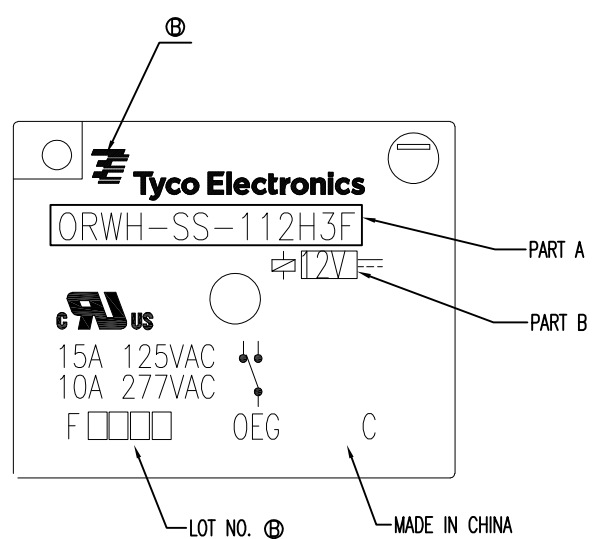 B
Tyco Electronics
ORWH-SS-112H3F
PART A
12V
PART B
C US
15A 125VAC
10A 277VAC
F OEG C
LOT NO. B
MADE IN CHINA